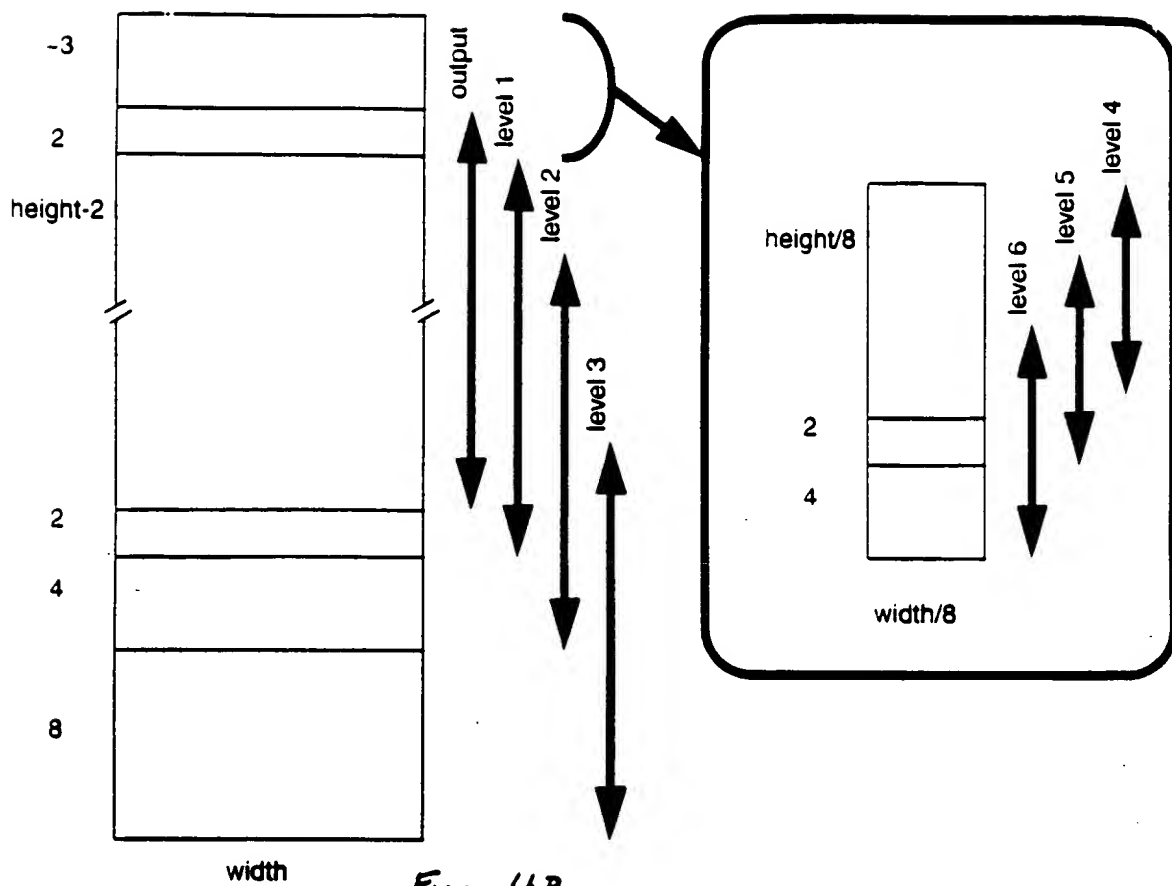 ~3
2
height-2
2
4
8
width
output
level 1
level 2
level 3
height/8
2
4
width/8
level 6
level 5
level 4